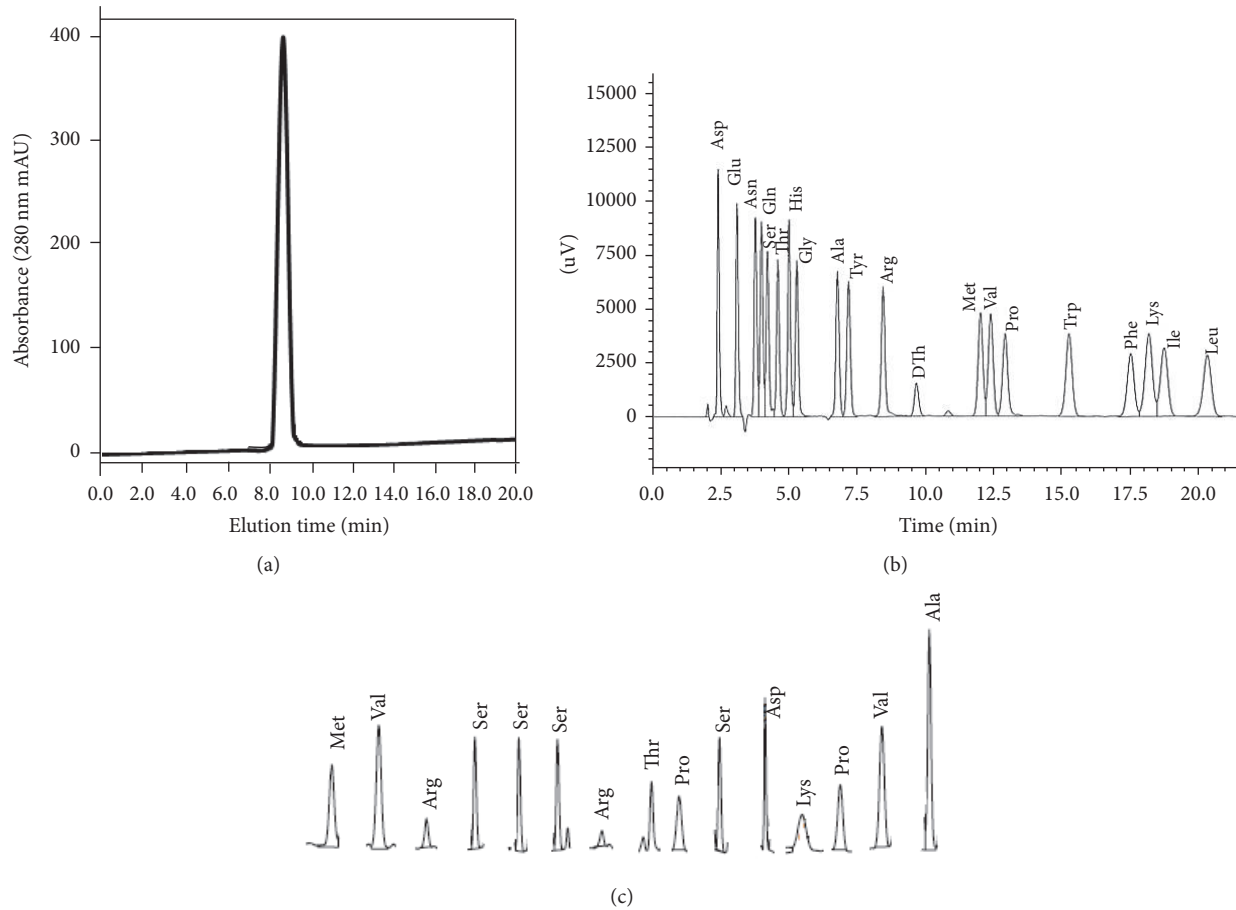 400
300
200
100
0
Absorbance (280 nm mAU)
0.0 2.0 4.0 6.0 8.0 10.0 12.0 14.0 16.0 18.0 20.0
Elution time (min)
(a)
15000
12500
10000
7500
5000
2500
0
(uV)
Asp
Glu
Asn
Gln
Ser
Thr
His
Gly
Ala
Tyr
Arg
DTh
Met
Val
Pro
Trp
Phe
Lys
Ile
Leu
0.0 2.5 5.0 7.5 10.0 12.5 15.0 17.5 20.0
Time (min)
(b)
Met
Val
Arg
Ser
Ser
Ser
Arg
Thr
Pro
Ser
Asp
Lys
Pro
Val
Ala
(c)